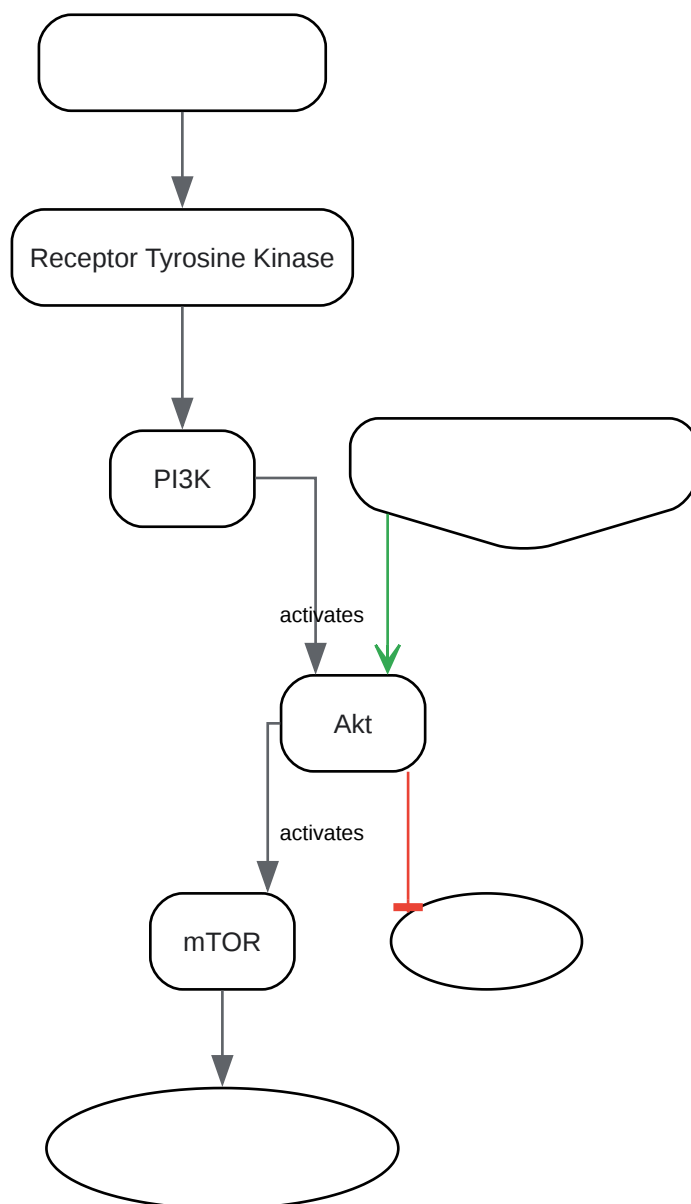 Receptor Tyrosine Kinase
PI3K
activates
Akt
activates
mTOR